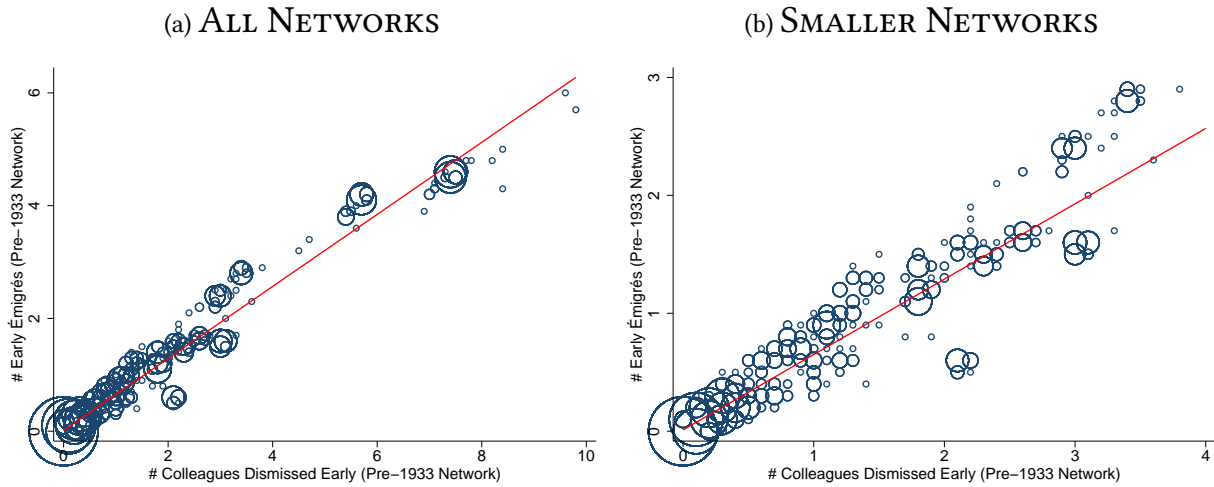 (a) ALL NETWORKS
# Early Émigrés (Pre−1933 Network)
6
4
2
0
0 2 4 6 8 10
# Colleagues Dismissed Early (Pre−1933 Network)
(b) SMALLER NETWORKS
# Early Émigrés (Pre−1933 Network)
3
2
1
0
0 1 2 3 4
# Colleagues Dismissed Early (Pre−1933 Network)